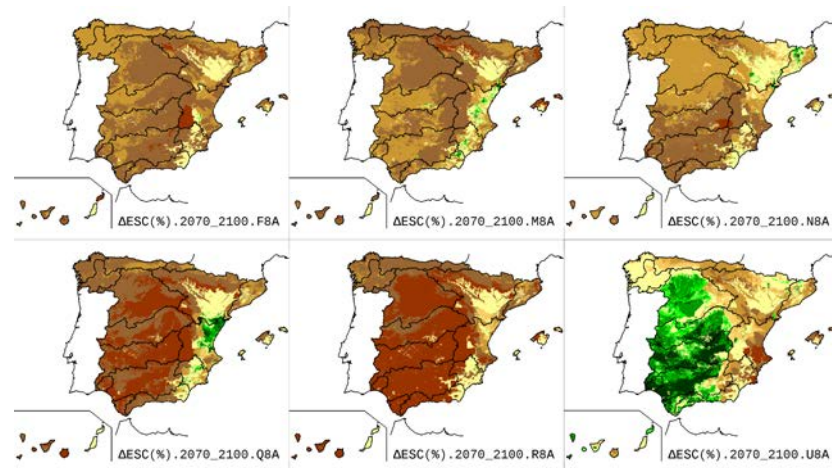 ΔESC(%).2070_2100.F8A
ΔESC(%).2070_2100.M8A
ΔESC(%).2070_2100.N8A
ΔESC(%).2070_2100.Q8A
ΔESC(%).2070_2100.R8A
ΔESC(%).2070_2100.U8A